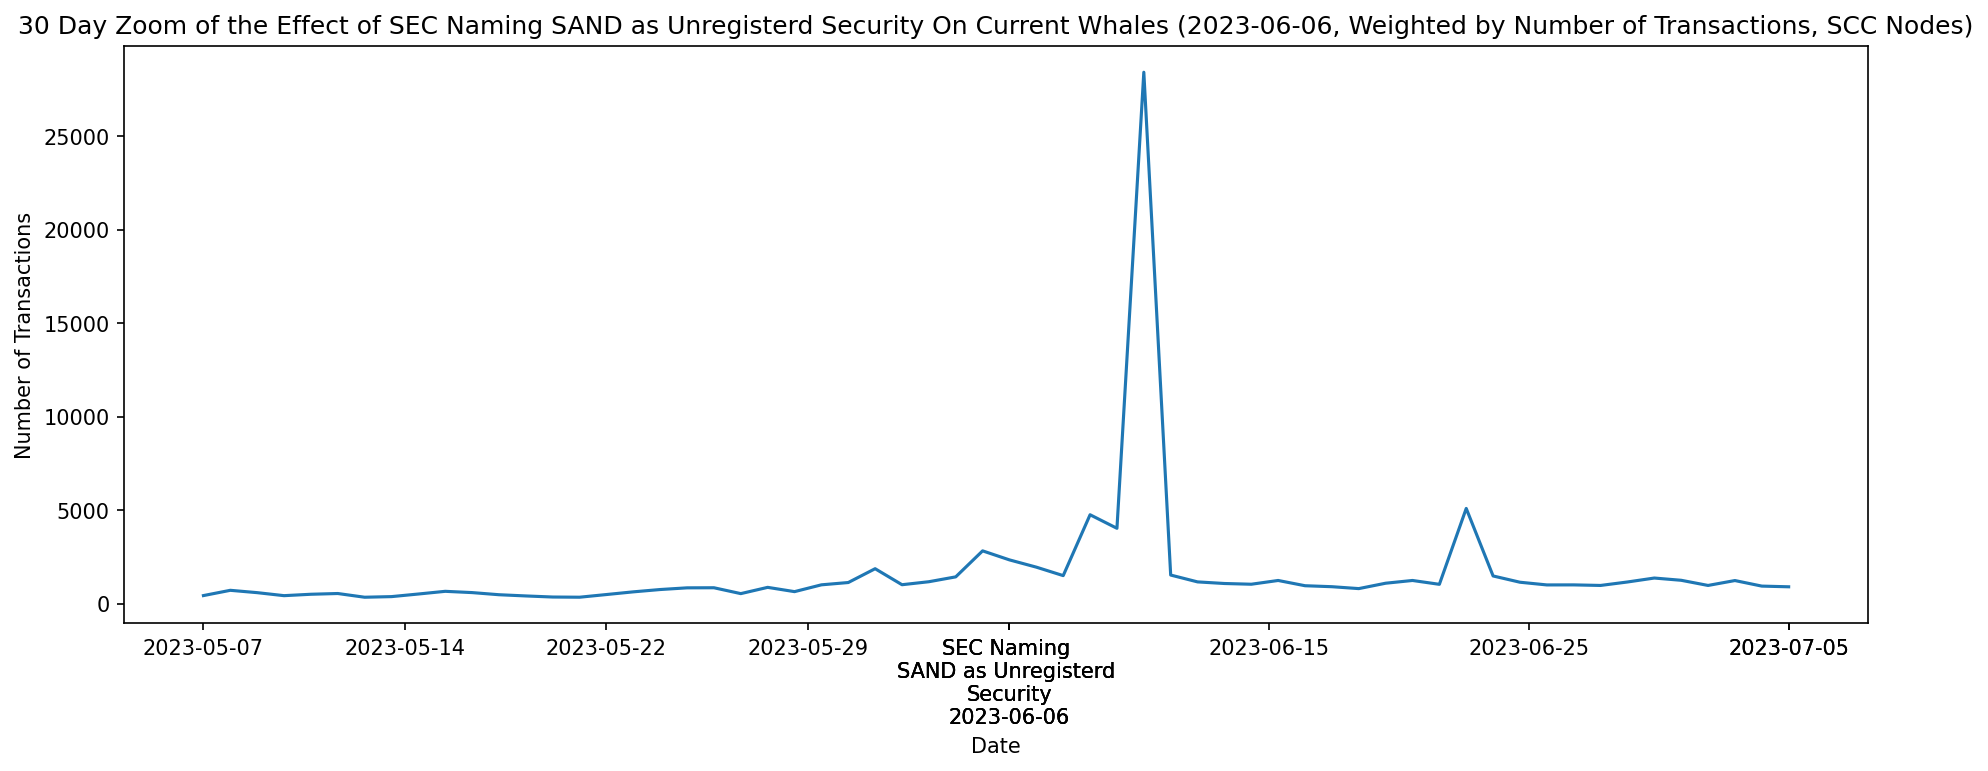 30 Day Zoom of the Effect of SEC Naming SAND as Unregisterd Security On Current Whales (2023-06-06, Weighted by Number of Transactions, SCC Nodes)
Number of Transactions
25000
20000
15000
10000
5000
0
2023-05-07
2023-05-14
2023-05-22
2023-05-29
SEC Naming
SAND as Unregisterd
Security
2023-06-06
2023-06-15
2023-06-25
2023-07-05
Date